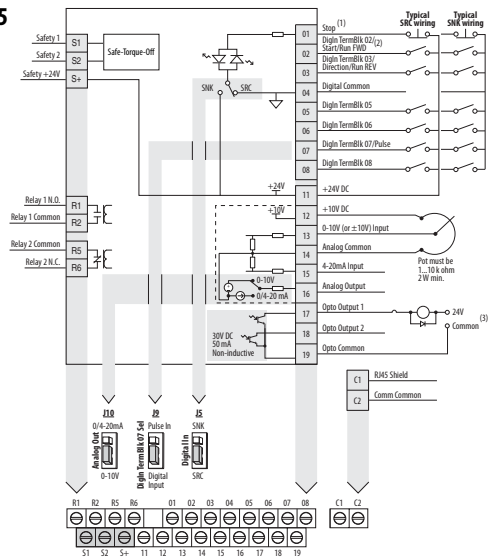 5
Typical
SRC wiring
Typical
SNK wiring
Safety 1
S1
Safe-Torque-Off
Safety 2
S2
Safety +24V
S+
SNK
SRC
01
Stop (1)
02
DigIn TermBlk 02/
Start/Run FWD (2)
03
DigIn TermBlk 03/
Direction/Run REV
04
Digital Common
05
DigIn TermBlk 05
06
DigIn TermBlk 06
07
DigIn TermBlk 07/Pulse
08
DigIn TermBlk 08
+24V
11
+24V DC
+10V
12
+10V DC
13
0-10V (or ±10V) Input
14
Analog Common
15
4-20mA Input
16
Analog Output
Pot must be
1...10 k ohm
2 W min.
Relay 1 N.O.
R1
Relay 1 Common
R2
Relay 2 Common
R5
Relay 2 N.C.
R6
0-10V
0/4-20 mA
17
Opto Output 1
18
Opto Output 2
19
Opto Common
24V
Common
(3)
30V DC
50 mA
Non-inductive
C1
RJ45 Shield
C2
Comm Common
J10
0/4-20mA
Analog Out
0-10V
J9
Pulse In
DigIn TermBlk 07 Sel
Digital
Input
J5
SNK
Digital In
SRC
R1 R2 R5 R6 01 02 03 04 05 06 07 08 C1 C2
S1 S2 S+ 11 12 13 14 15 16 17 18 19